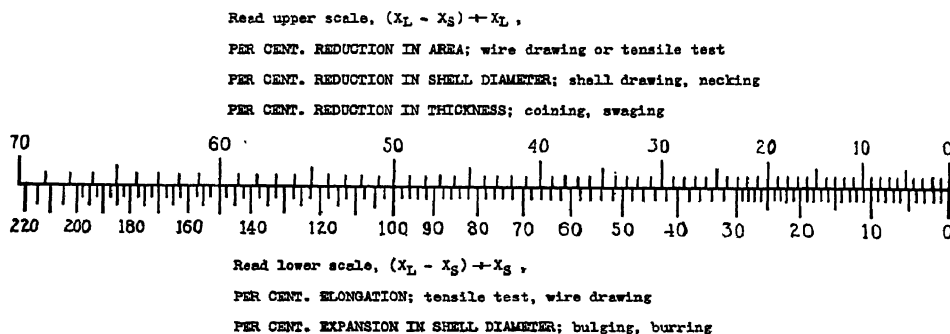 Read upper scale, (X_L - X_S) ÷ X_L ,
PER CENT. REDUCTION IN AREA; wire drawing or tensile test
PER CENT. REDUCTION IN SHELL DIAMETER; shell drawing, necking
PER CENT. REDUCTION IN THICKNESS; coining, swaging
70 60 50 40 30 20 10 0
220 200 180 160 140 120 100 90 80 70 60 50 40 30 20 10 0
Read lower scale, (X_L - X_S) ÷ X_S ,
PER CENT. ELONGATION; tensile test, wire drawing
PER CENT. EXPANSION IN SHELL DIAMETER; bulging, burring